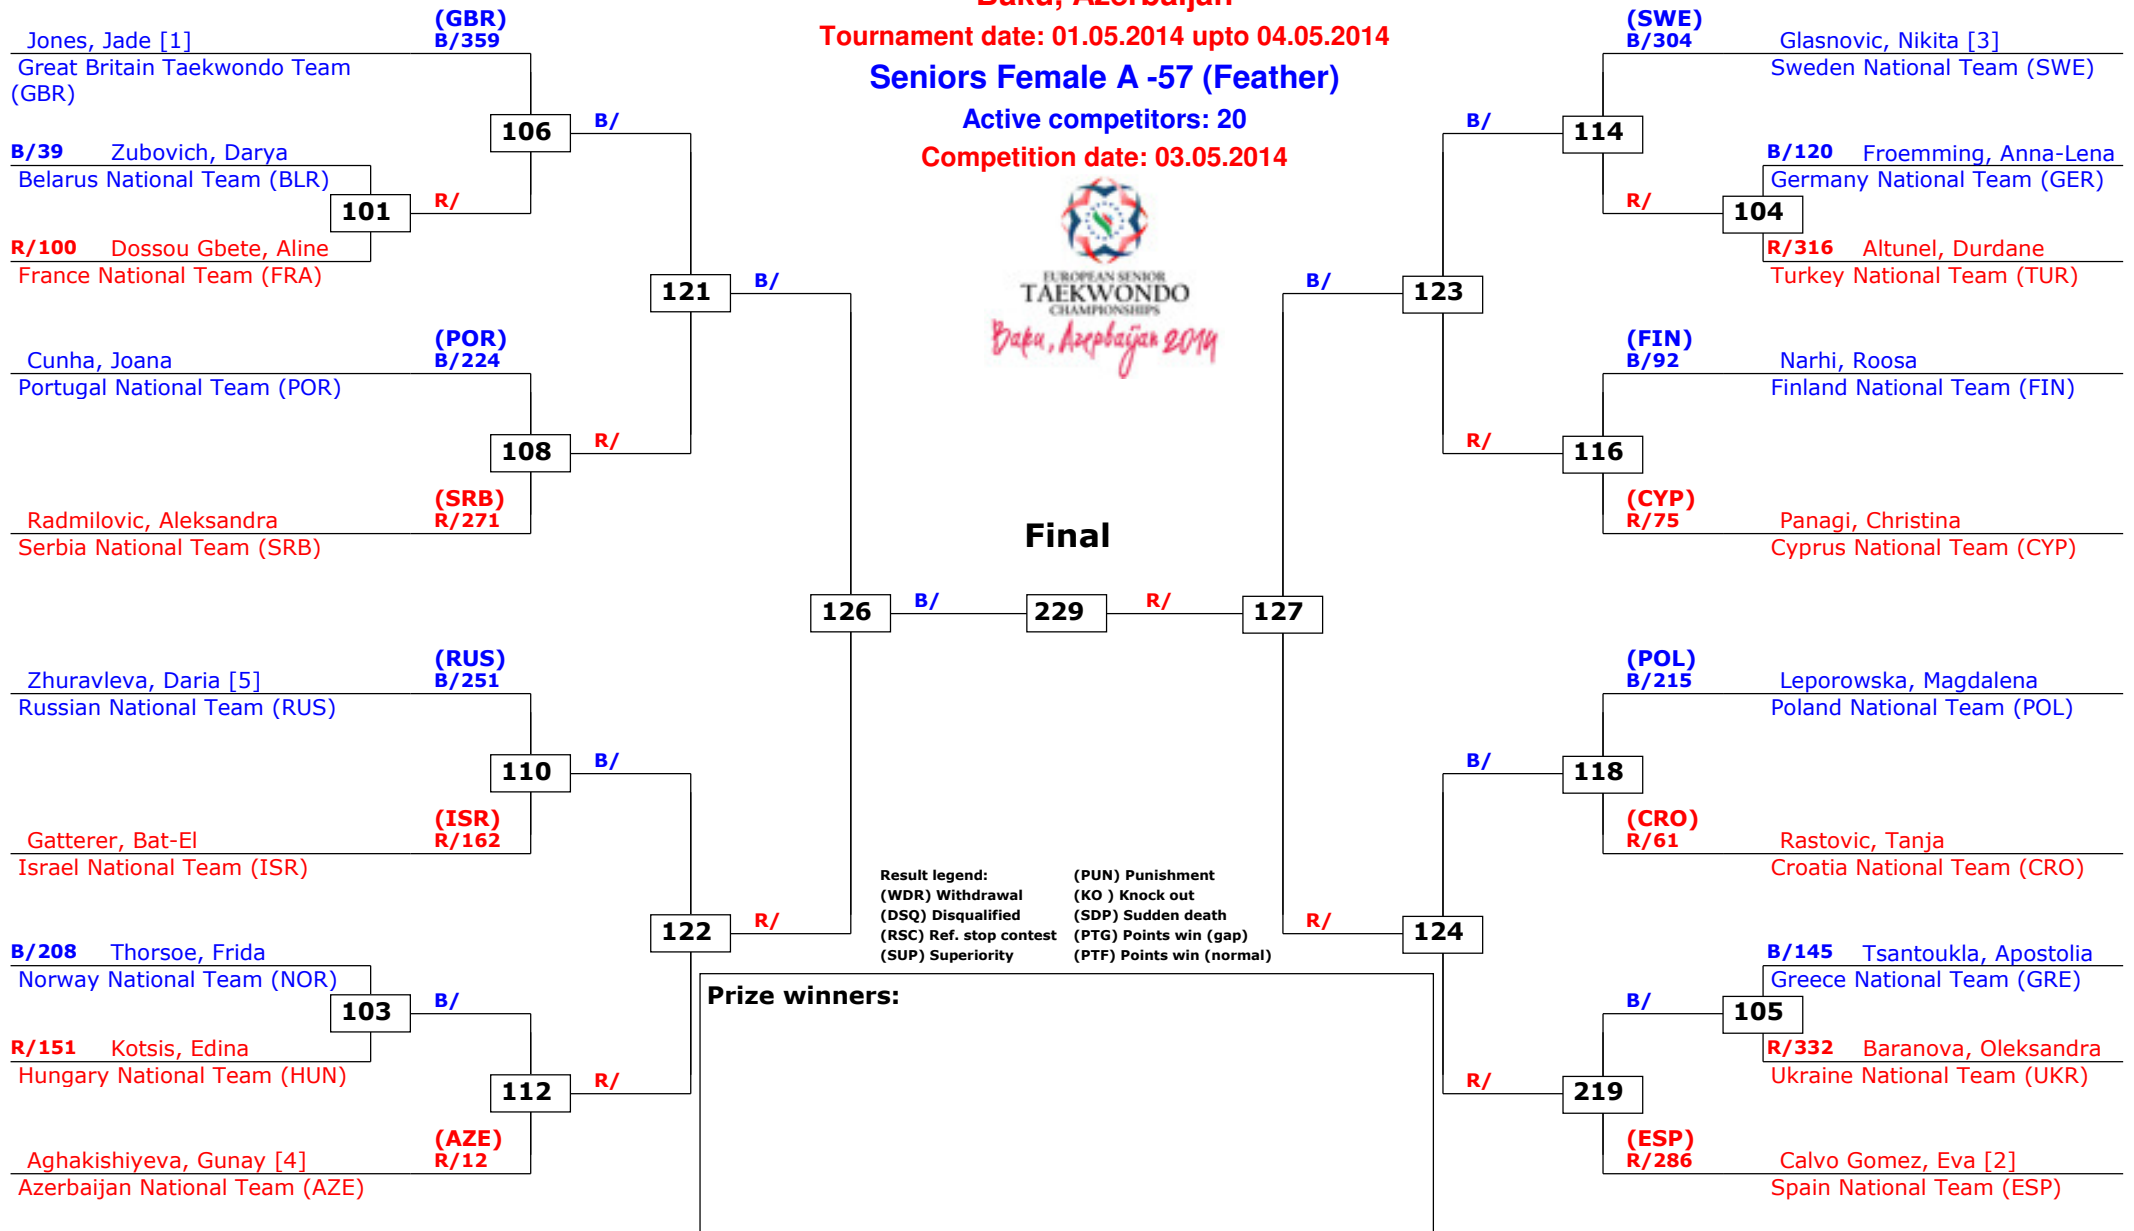 Baku, Azerbaijan
Tournament date: 01.05.2014 upto 04.05.2014
Seniors Female A -57 (Feather)
Active competitors: 20
Competition date: 03.05.2014
EUROPEAN SENIOR
TAEKWONDO
CHAMPIONSHIPS
Baku, Azerbaijan 2014
(GBR)
Jones, Jade [1] B/359
Great Britain Taekwondo Team
(GBR)
106
B/
B/39 Zubovich, Darya
Belarus National Team (BLR)
101
R/
R/100 Dossou Gbete, Aline
France National Team (FRA)
121
B/
(POR)
Cunha, Joana B/224
Portugal National Team (POR)
108
R/
(SRB)
Radmilovic, Aleksandra R/271
Serbia National Team (SRB)
126
B/
(RUS)
Zhuravleva, Daria [5] B/251
Russian National Team (RUS)
110
B/
(ISR)
Gatterer, Bat-El R/162
Israel National Team (ISR)
122
R/
B/208 Thorsoe, Frida
Norway National Team (NOR)
103
B/
R/151 Kotsis, Edina
Hungary National Team (HUN)
112
R/
(AZE)
Aghakishiyeva, Gunay [4] R/12
Azerbaijan National Team (AZE)
Final
229
(SWE)
B/304 Glasnovic, Nikita [3]
Sweden National Team (SWE)
B/
114
B/120 Froemming, Anna-Lena
Germany National Team (GER)
R/
104
R/316 Altunel, Durdane
Turkey National Team (TUR)
B/
123
(FIN)
B/92 Narhi, Roosa
Finland National Team (FIN)
R/
116
(CYP)
R/75 Panagi, Christina
Cyprus National Team (CYP)
R/
127
(POL)
B/215 Leporowska, Magdalena
Poland National Team (POL)
B/
118
(CRO)
R/61 Rastovic, Tanja
Croatia National Team (CRO)
R/
124
B/145 Tsantoukla, Apostolia
Greece National Team (GRE)
B/
105
R/332 Baranova, Oleksandra
Ukraine National Team (UKR)
R/
219
(ESP)
R/286 Calvo Gomez, Eva [2]
Spain National Team (ESP)
Result legend: (PUN) Punishment
(WDR) Withdrawal (KO ) Knock out
(DSQ) Disqualified (SDP) Sudden death
(RSC) Ref. stop contest (PTG) Points win (gap)
(SUP) Superiority (PTF) Points win (normal)
Prize winners: